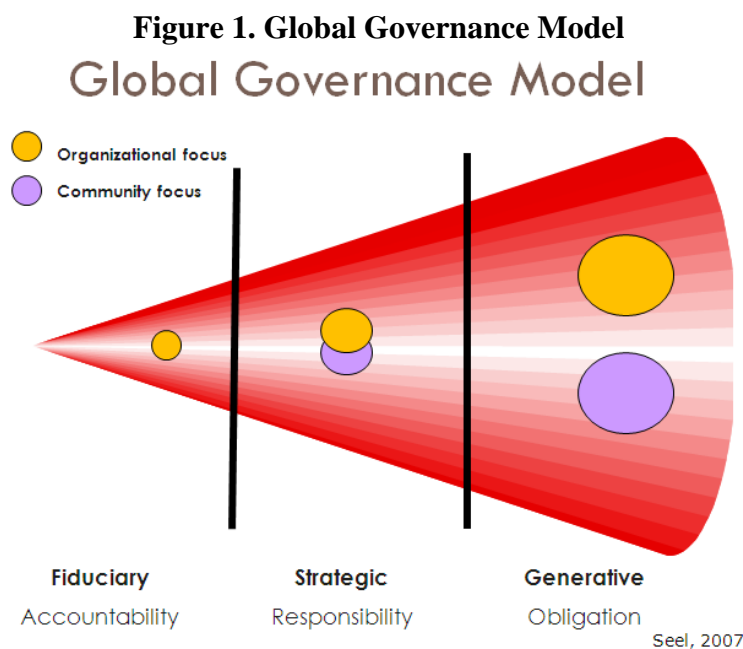 Figure 1. Global Governance Model
Global Governance Model
Organizational focus
Community focus
Fiduciary
Strategic
Generative
Accountability
Responsibility
Obligation
Seel, 2007